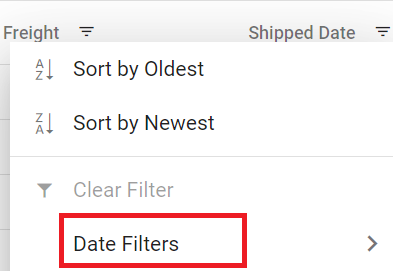 Freight Shipped Date
Sort by Oldest
Sort by Newest
Clear Filter
Date Filters